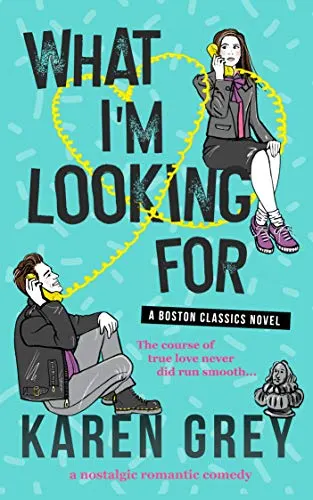 WHAT
I'M
LOOKING
FOR
A BOSTON CLASSICS NOVEL
The course of
true love never
did run smooth...
KAREN GREY
a nostalgic romantic comedy